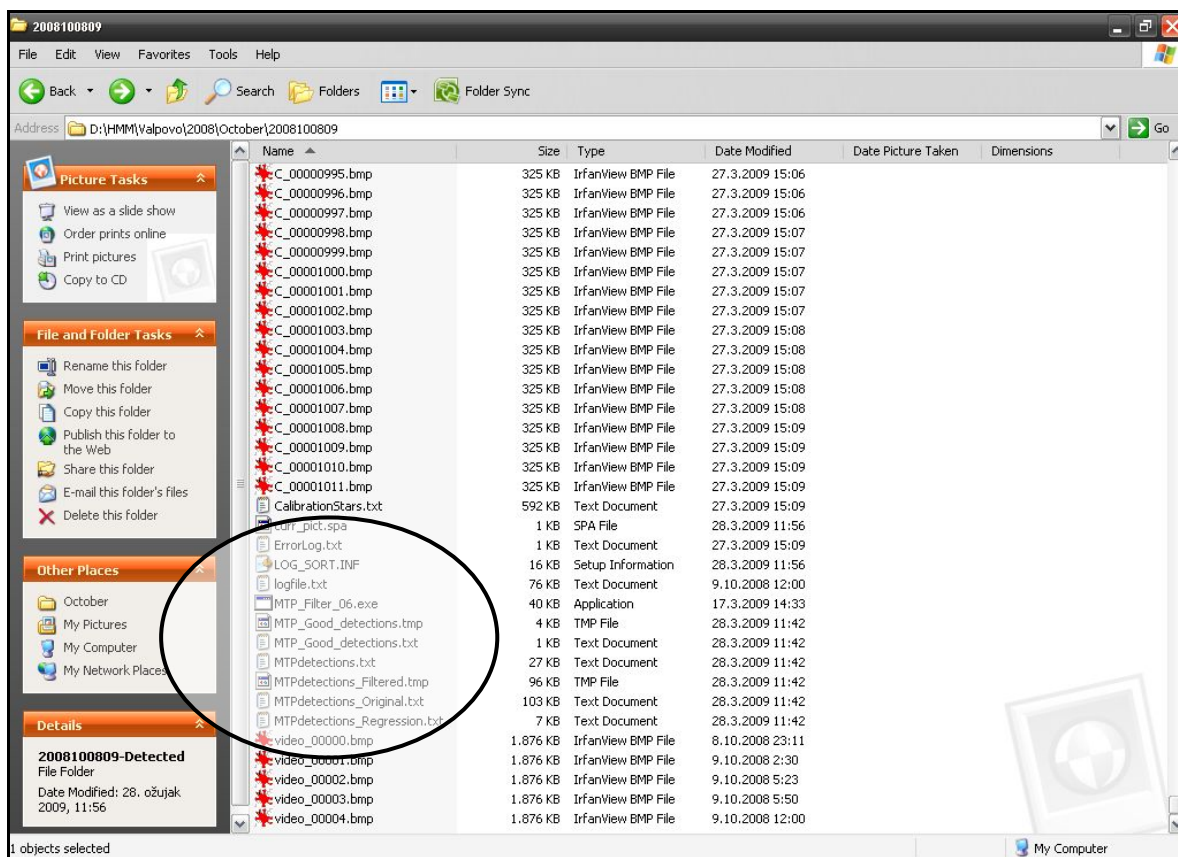 2008100809
File Edit View Favorites Tools Help
Back Search Folders Folder Sync
Address D:\HMM\Valpovo\2008\October\2008100809 Go
Picture Tasks
View as a slide show
Order prints online
Print pictures
Copy to CD
File and Folder Tasks
Rename this folder
Move this folder
Copy this folder
Publish this folder to
the Web
Share this folder
E-mail this folder's files
Delete this folder
Other Places
October
My Pictures
My Computer
My Network Places
Details
2008100809-Detected
File Folder
Date Modified: 28. ožujak
2009, 11:56
Name Size Type Date Modified Date Picture Taken Dimensions
C_00000995.bmp 325 KB IrfanView BMP File 27.3.2009 15:06
C_00000996.bmp 325 KB IrfanView BMP File 27.3.2009 15:06
C_00000997.bmp 325 KB IrfanView BMP File 27.3.2009 15:06
C_00000998.bmp 325 KB IrfanView BMP File 27.3.2009 15:07
C_00000999.bmp 325 KB IrfanView BMP File 27.3.2009 15:07
C_00001000.bmp 325 KB IrfanView BMP File 27.3.2009 15:07
C_00001001.bmp 325 KB IrfanView BMP File 27.3.2009 15:07
C_00001002.bmp 325 KB IrfanView BMP File 27.3.2009 15:07
C_00001003.bmp 325 KB IrfanView BMP File 27.3.2009 15:08
C_00001004.bmp 325 KB IrfanView BMP File 27.3.2009 15:08
C_00001005.bmp 325 KB IrfanView BMP File 27.3.2009 15:08
C_00001006.bmp 325 KB IrfanView BMP File 27.3.2009 15:08
C_00001007.bmp 325 KB IrfanView BMP File 27.3.2009 15:08
C_00001008.bmp 325 KB IrfanView BMP File 27.3.2009 15:09
C_00001009.bmp 325 KB IrfanView BMP File 27.3.2009 15:09
C_00001010.bmp 325 KB IrfanView BMP File 27.3.2009 15:09
C_00001011.bmp 325 KB IrfanView BMP File 27.3.2009 15:09
CalibrationStars.txt 592 KB Text Document 27.3.2009 15:09
curr_pict.spa 1 KB SPA File 28.3.2009 11:56
ErrorLog.txt 1 KB Text Document 27.3.2009 15:09
LOG_SORT.INF 16 KB Setup Information 28.3.2009 11:56
logfile.txt 76 KB Text Document 9.10.2008 12:00
MTP_Filter_06.exe 40 KB Application 17.3.2009 14:33
MTP_Good_detections.tmp 4 KB TMP File 28.3.2009 11:42
MTP_Good_detections.txt 1 KB Text Document 28.3.2009 11:42
MTPdetections.txt 27 KB Text Document 28.3.2009 11:42
MTPdetections_Filtered.tmp 96 KB TMP File 28.3.2009 11:42
MTPdetections_Original.txt 103 KB Text Document 28.3.2009 11:42
MTPdetections_Regression.txt 7 KB Text Document 28.3.2009 11:42
video_00000.bmp 1.876 KB IrfanView BMP File 8.10.2008 23:11
video_00001.bmp 1.876 KB IrfanView BMP File 9.10.2008 2:30
video_00002.bmp 1.876 KB IrfanView BMP File 9.10.2008 5:23
video_00003.bmp 1.876 KB IrfanView BMP File 9.10.2008 5:50
video_00004.bmp 1.876 KB IrfanView BMP File 9.10.2008 12:00
1 objects selected My Computer